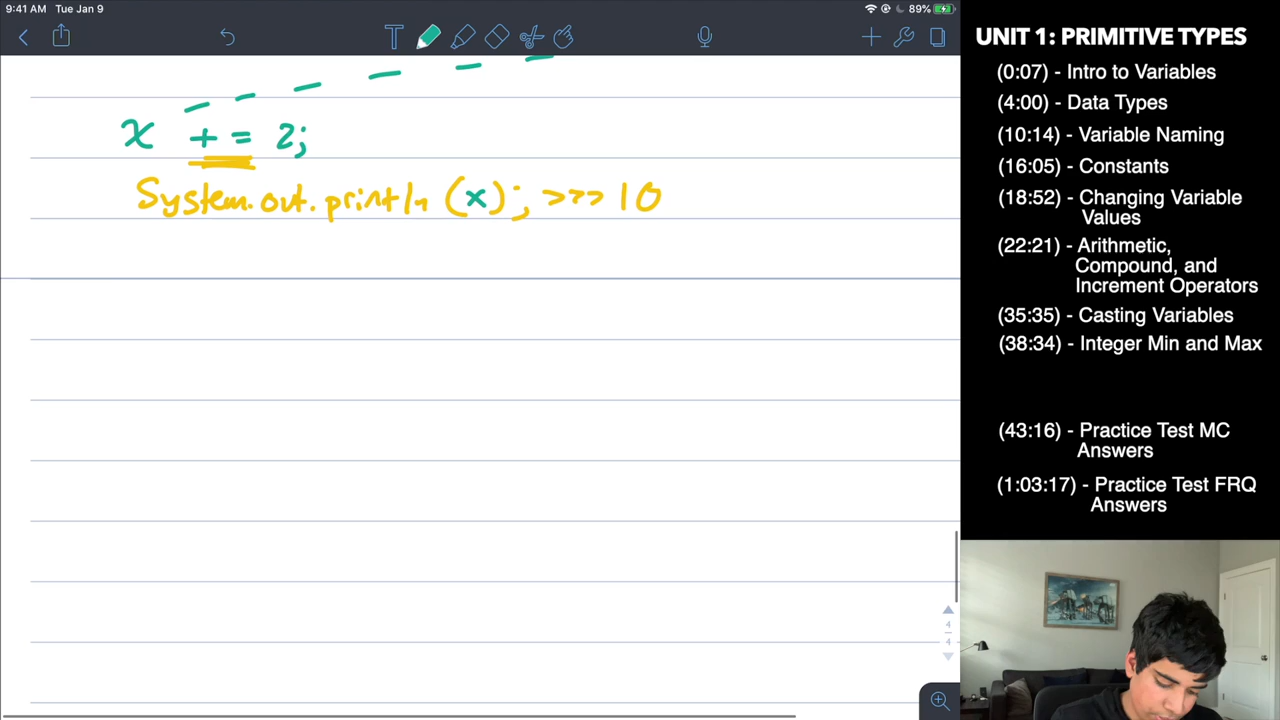 9:41 AM Tue Jan 9
89%
T
x += 2;
System.out.println (x); >>> 10
4
4
UNIT 1: PRIMITIVE TYPES
(0:07) - Intro to Variables
(4:00) - Data Types
(10:14) - Variable Naming
(16:05) - Constants
(18:52) - Changing Variable
Values
(22:21) - Arithmetic,
Compound, and
Increment Operators
(35:35) - Casting Variables
(38:34) - Integer Min and Max
(43:16) - Practice Test MC
Answers
(1:03:17) - Practice Test FRQ
Answers